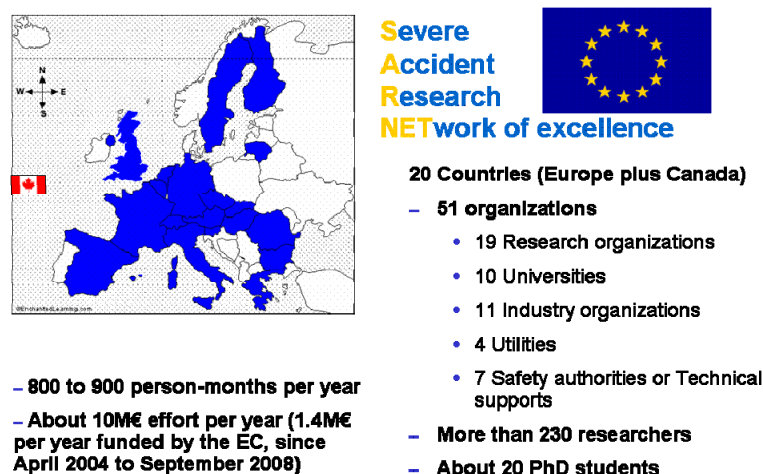 N
W
E
S
©EnchantedLearning.com
Severe
Accident
Research
NETwork of excellence
20 Countries (Europe plus Canada)
– 51 organizations
• 19 Research organizations
• 10 Universities
• 11 Industry organizations
• 4 Utilities
• 7 Safety authorities or Technical
supports
– More than 230 researchers
– About 20 PhD students
– 800 to 900 person-months per year
– About 10M€ effort per year (1.4M€
per year funded by the EC, since
April 2004 to September 2008)